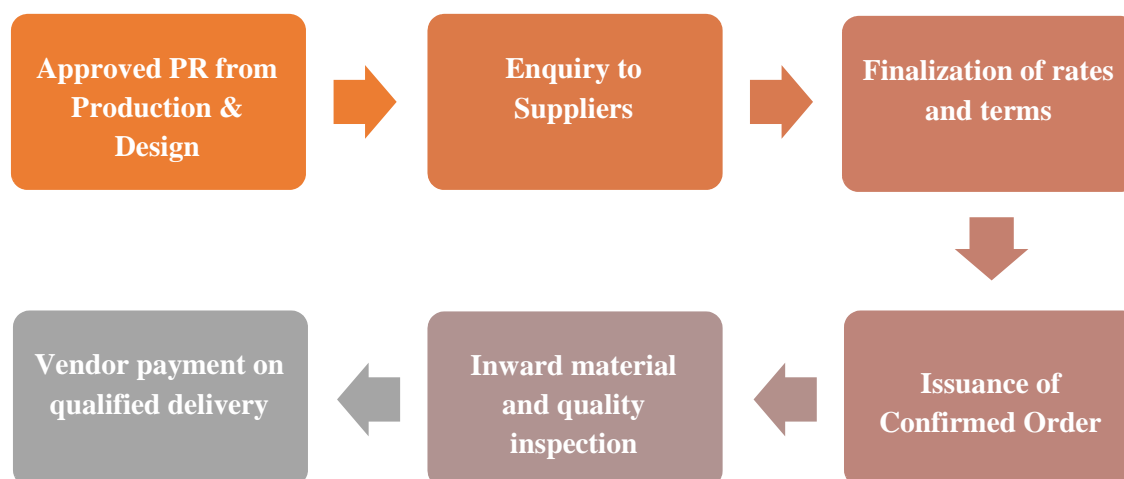 Approved PR from
Production &
Design
Enquiry to
Suppliers
Finalization of rates
and terms
Issuance of
Confirmed Order
Inward material
and quality
inspection
Vendor payment on
qualified delivery